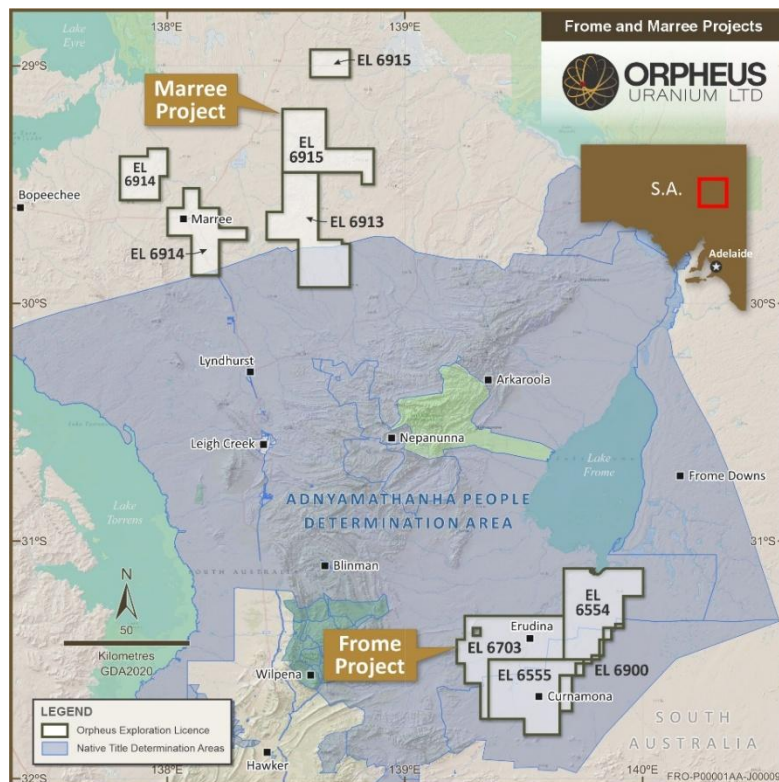 Frome and Marree Projects
ORPHEUS
URANIUM LTD
138°E
139°E
Lake
Eyre
29°S
EL 6915
Marree
Project
EL
6915
EL
6914
Bopeechee
Marree
EL 6913
EL 6914
S.A.
Adelaide
30°S
30°S
Lyndhurst
Arkaroola
Leigh Creek
Nepanunna
Lake
Frome
Frome Downs
Lake
Torrens
ADNYAMATHANHA PEOPLE
DETERMINATION AREA
31°S
31°S
Blinman
N
50
Kilometres
GDA2020
EL
6554
Erudina
EL 6703
Frome
Project
EL 6555
EL 6900
Wilpena
Curnamona
LEGEND
Orpheus Exploration Licence
Native Title Determination Areas
Hawker
SOUTH
AUSTRALIA
138°E
139°E
140°E
32°S
FRO-P00001AA-J00009